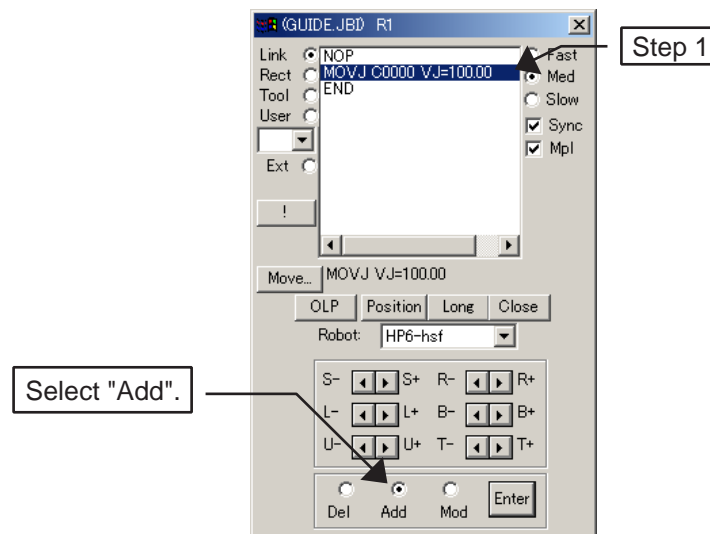 (GUIDE.JBI) R1
Link NOP Fast
Step 1
Rect MOVJ C0000 VJ=100.00 Med
Tool END Slow
User Sync
Mpl
Ext
!
Move... MOVJ VJ=100.00
OLP Position Long Close
Robot: HP6-hsf
S- S+ R- R+
Select "Add".
L- L+ B- B+
U- U+ T- T+
Del Add Mod Enter